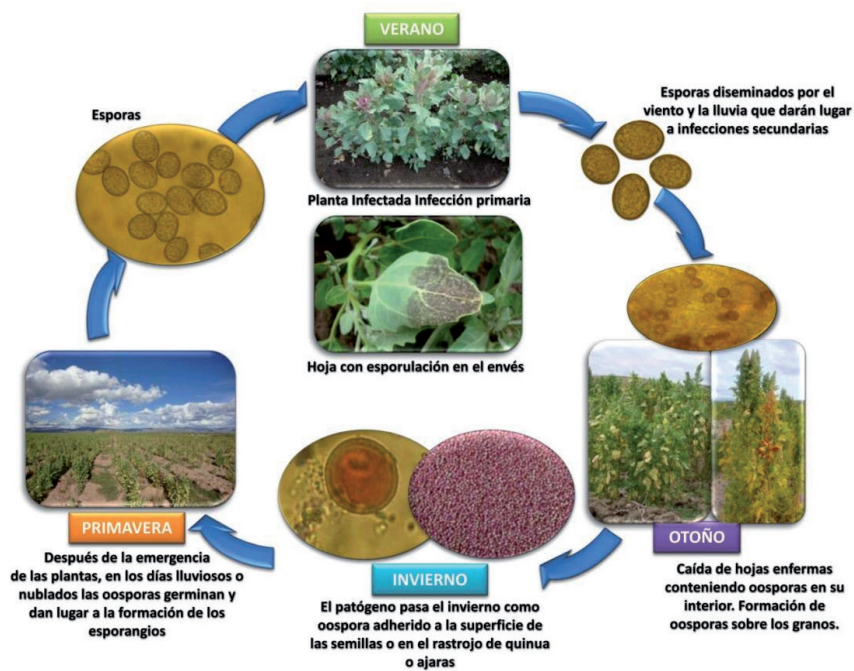 VERANO
Esporas
Planta Infectada Infección primaria
Esporas diseminados por el
viento y la lluvia que darán lugar
a infecciones secundarias
Hoja con esporulación en el envés
PRIMAVERA
Después de la emergencia
de las plantas, en los días lluviosos o
nublados las oosporas germinan y
dan lugar a la formación de los
esporangios
INVIERNO
El patógeno pasa el invierno como
oospora adherido a la superficie de
las semillas o en el rastrojo de quinua
o ajaras
OTOÑO
Caída de hojas enfermas
conteniendo oosporas en su
interior. Formación de
oosporas sobre los granos.